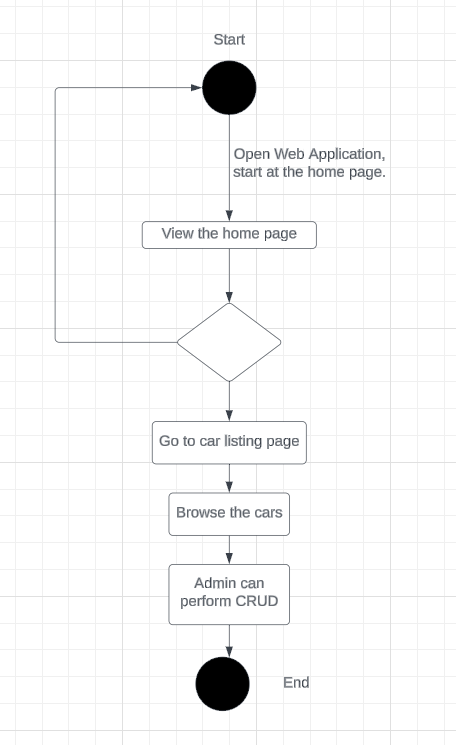 Start
Open Web Application,
start at the home page.
View the home page
Go to car listing page
Browse the cars
Admin can
perform CRUD
End